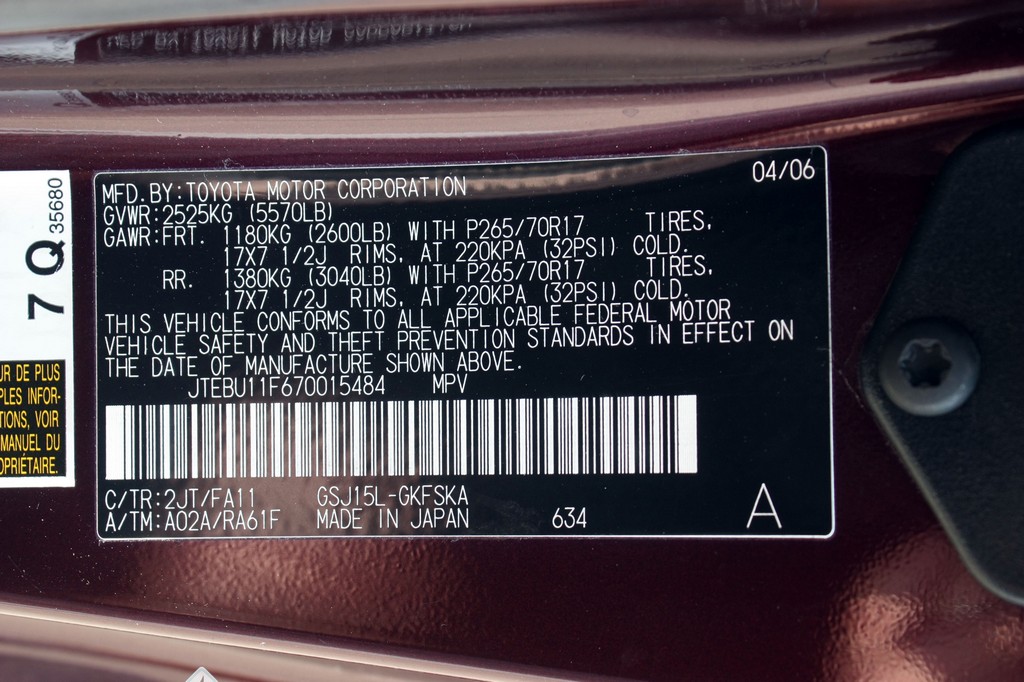 7 Q 35680
UR DE PLUS
PLES INFOR-
TIONS, VOIR
MANUEL DU
OPRIÉTAIRE.
04/06
MFD. BY: TOYOTA MOTOR CORPORATION
GVWR: 2525KG (5570LB)
GAWR: FRT. 1180KG (2600LB) WITH P265/70R17 TIRES,
17X7 1/2J RIMS, AT 220KPA (32PSI) COLD.
RR. 1380KG (3040LB) WITH P265/70R17 TIRES,
17X7 1/2J RIMS, AT 220KPA (32PSI) COLD.
THIS VEHICLE CONFORMS TO ALL APPLICABLE FEDERAL MOTOR
VEHICLE SAFETY AND THEFT PREVENTION STANDARDS IN EFFECT ON
THE DATE OF MANUFACTURE SHOWN ABOVE.
JTEBU11F670015484 MPV
C/TR: 2JT/FA11 GSJ15L-GKFSKA
A/TM: A02A/RA61F MADE IN JAPAN 634 A